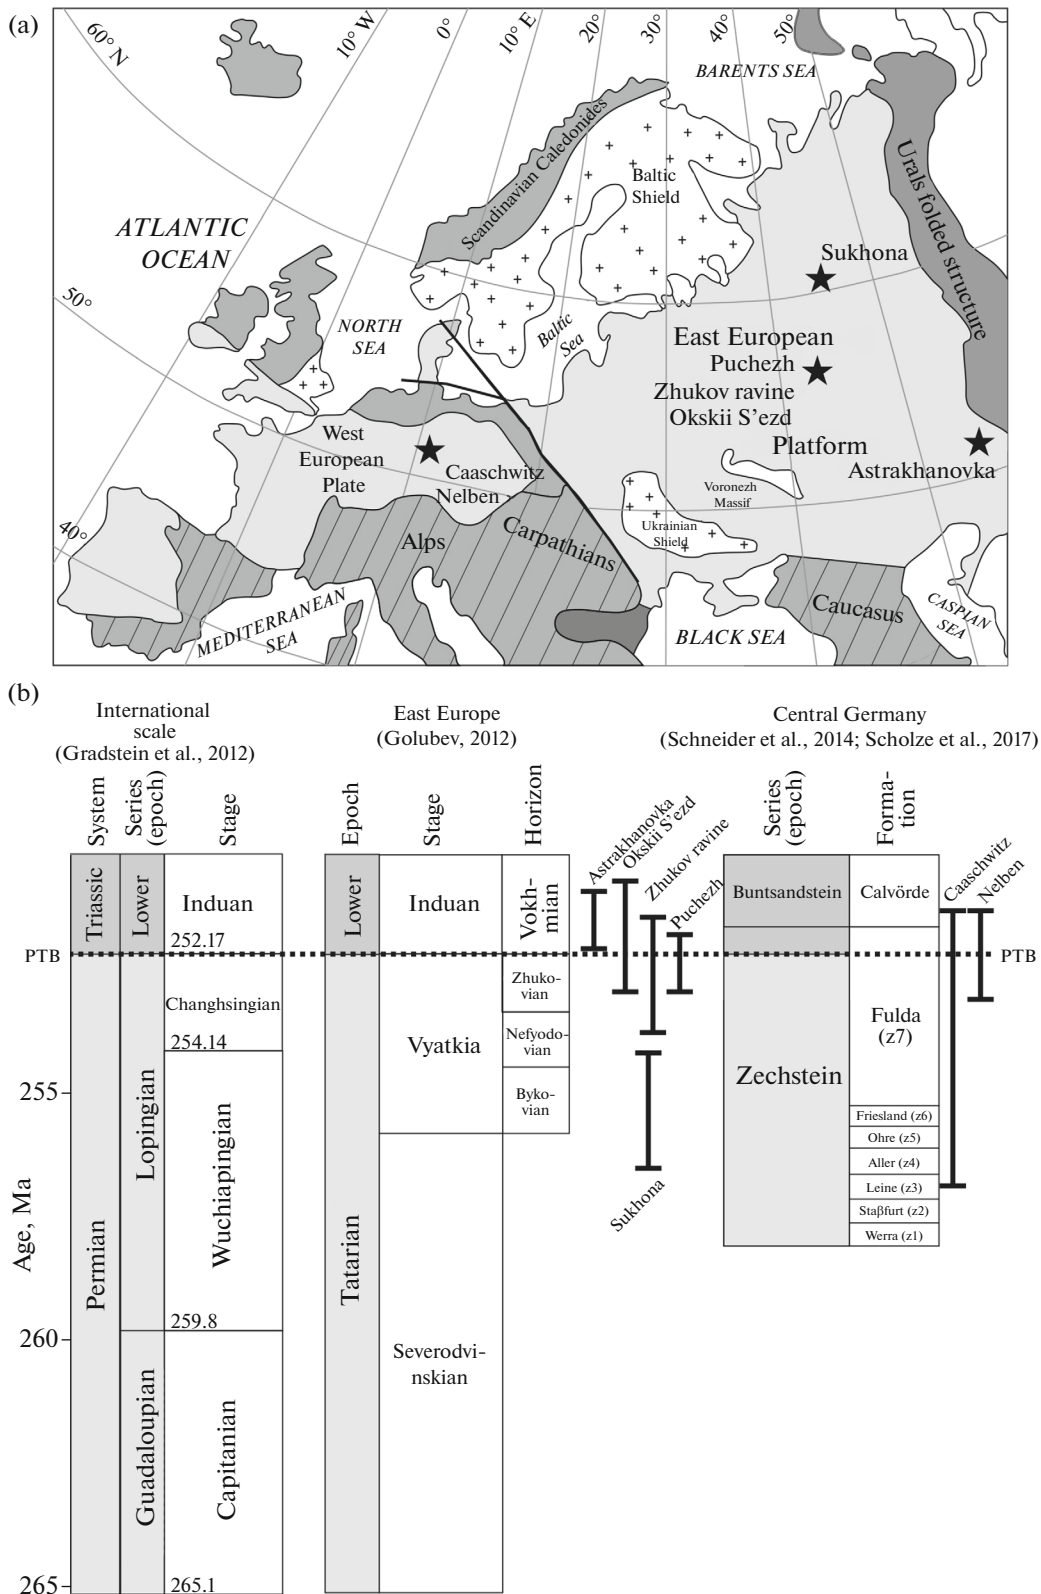 (a)
60° N
10° W
0°
10° E
20°
30°
40°
50°
BARENTS SEA
Scandinavian Caledonides
Baltic
Shield
Urals folded structure
ATLANTIC
OCEAN
Sukhona
50°
NORTH
SEA
Baltic
Sea
East European
Puchezh
Zhukov ravine
Okskii S'ezd
Platform
Astrakhanovka
West
European
Plate
Caaschwitz
Nelben
Voronezh
Massif
Ukrainian
Shield
40°
Alps
Carpathians
Caucasus
CASPIAN
SEA
MEDITERRANEAN
SEA
BLACK SEA
(b)
International
scale
(Gradstein et al., 2012)
East Europe
(Golubev, 2012)
Central Germany
(Schneider et al., 2014; Scholze et al., 2017)
System
Series
(epoch)
Stage
Epoch
Stage
Horizon
Astrakhanovka
Okskii S'ezd
Zhukov ravine
Puchezh
Series
(epoch)
Forma-
tion
Caaschwitz
Nelben
Triassic
Lower
Induan
252.17
Lower
Induan
Vokh-
mian
Buntsandstein
Calvörde
PTB
PTB
Changhsingian
254.14
Zhuko-
vian
Nefyodo-
vian
Vyatkia
Byko-
vian
Fulda
(z7)
Zechstein
255
Friesland (z6)
Ohre (z5)
Aller (z4)
Leine (z3)
Staβfurt (z2)
Werra (z1)
Sukhona
Age, Ma
Permian
Lopingian
Wuchiapingian
259.8
Tatarian
260
Severodvi-
nskian
Guadaloupian
Capitanian
265
265.1